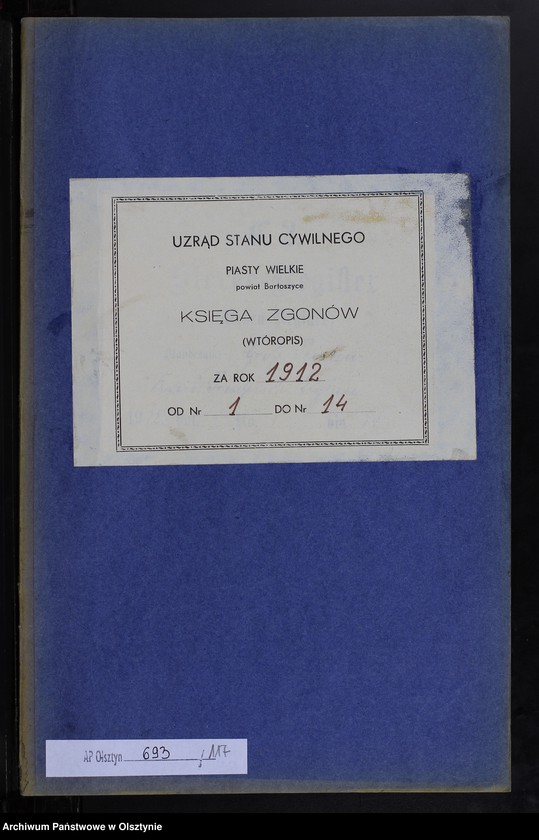 UZRĄD STANU CYWILNEGO
PIASTY WIELKIE
powiat Bartoszyce
KSIĘGA ZGONÓW
(WTÓROPIS)
ZA ROK 1912
OD Nr 1 DO Nr 14
AP Olsztyn 693 / 117
Archiwum Państwowe w Olsztynie